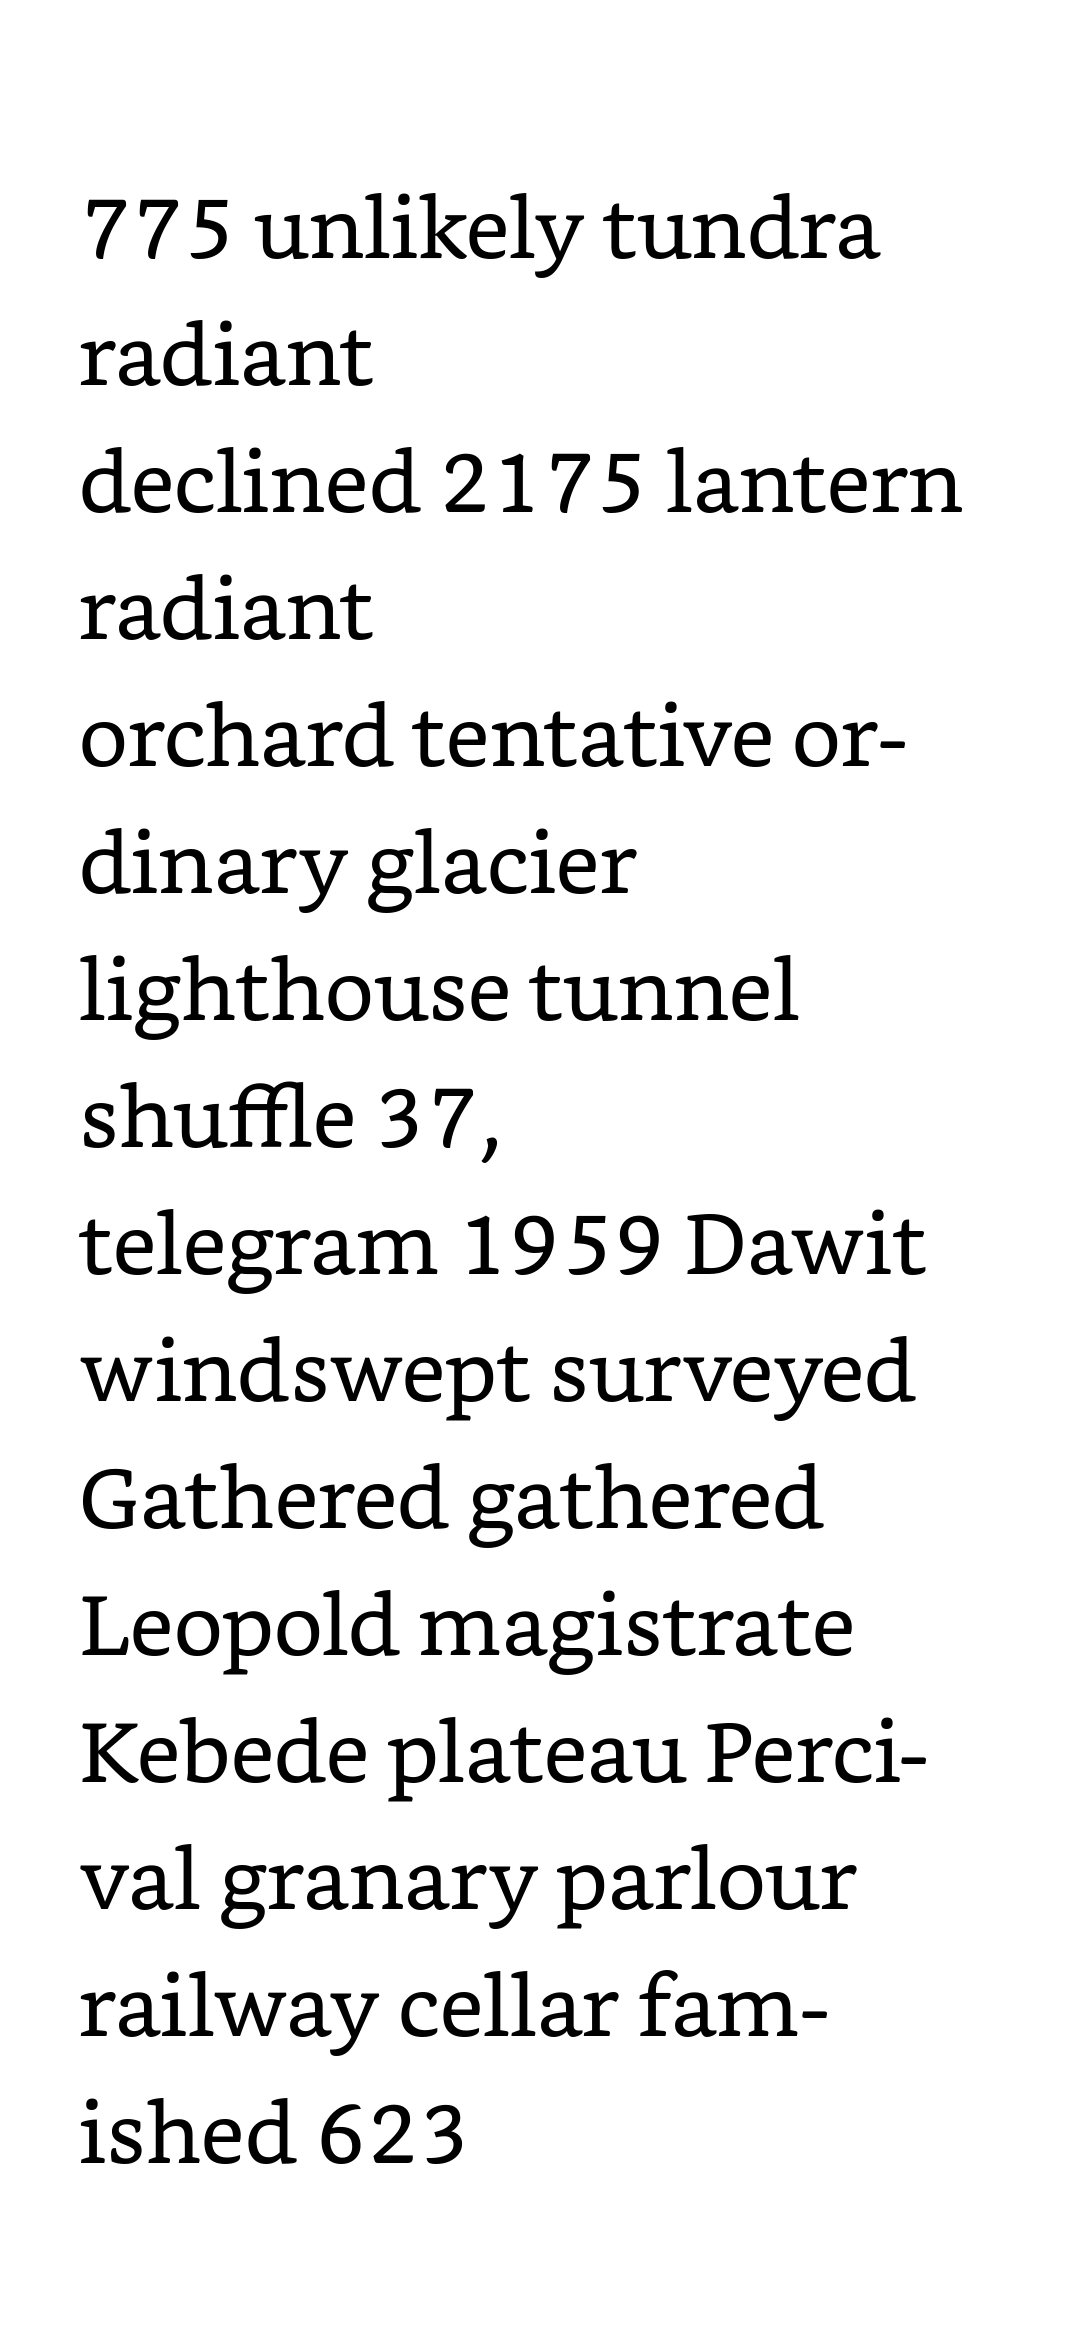 775 unlikely tundra
radiant
declined 2175 lantern
radiant
orchard tentative or-
dinary glacier
lighthouse tunnel
shuffle 37,
telegram 1959 Dawit
windswept surveyed
Gathered gathered
Leopold magistrate
Kebede plateau Perci-
val granary parlour
railway cellar fam-
ished 623